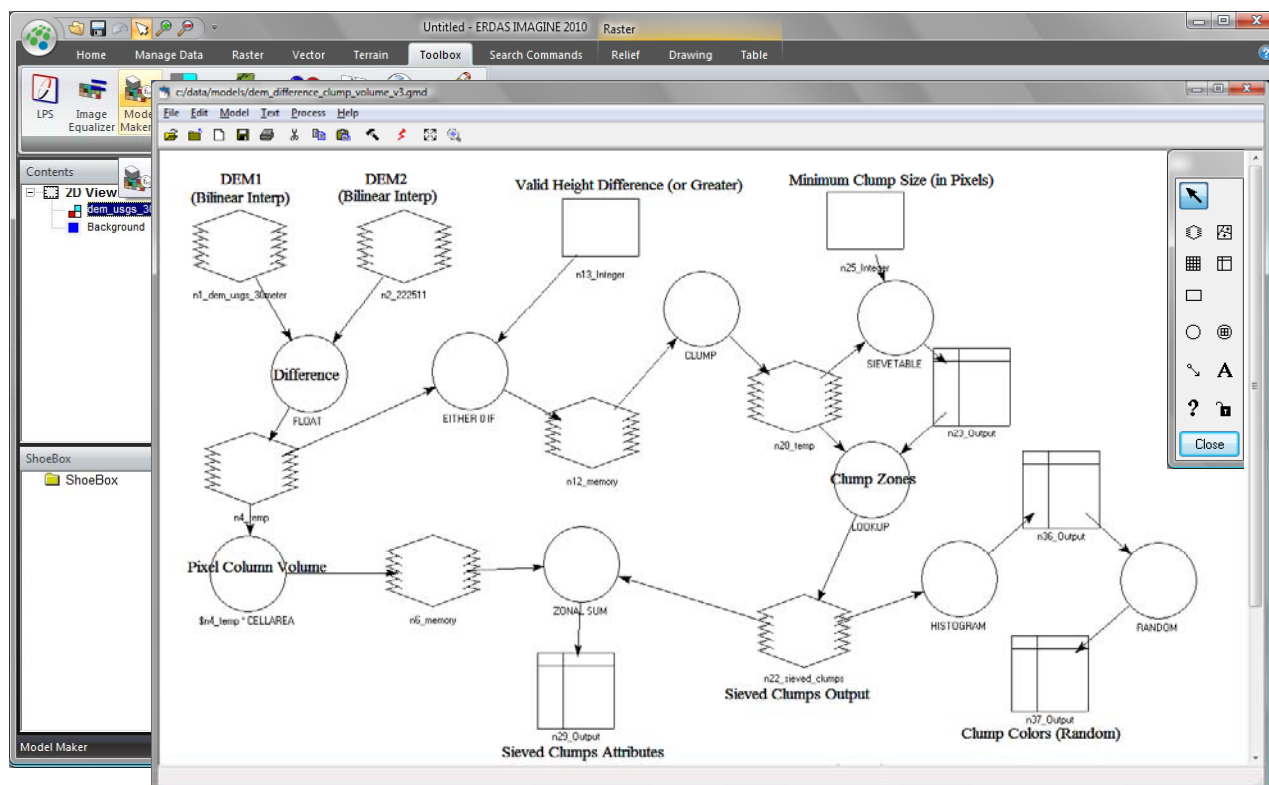 Untitled - ERDAS IMAGINE 2010
Raster
Home Manage Data Raster Vector Terrain Toolbox Search Commands Relief Drawing Table
LPS
Image
Equalizer
Maker
c:/data/models/dem_difference_clump_volume_v3.gmd
File Edit Model Text Process Help
Contents
2D View
dem_usgs_30
Background
ShoeBox
ShoeBox
Model Maker
DEM1
(Bilinear Interp)
DEM2
(Bilinear Interp)
Valid Height Difference (or Greater)
Minimum Clump Size (in Pixels)
n1_dem_usgs_30meter
n2_222511
n13_Integer
n25_Integer
Difference
FLOAT
EITHER 0 IF
CLUMP
SIEVETABLE
n4_temp
n12_memory
n20_temp
n23_Output
Clump Zones
LOOKUP
Pixel Column Volume
$n4_temp * CELLAREA
n6_memory
ZONAL SUM
n22_sieved_clumps
Sieved Clumps Output
HISTOGRAM
n36_Output
RANDOM
n29_Output
Sieved Clumps Attributes
n37_Output
Clump Colors (Random)
A
?
Close